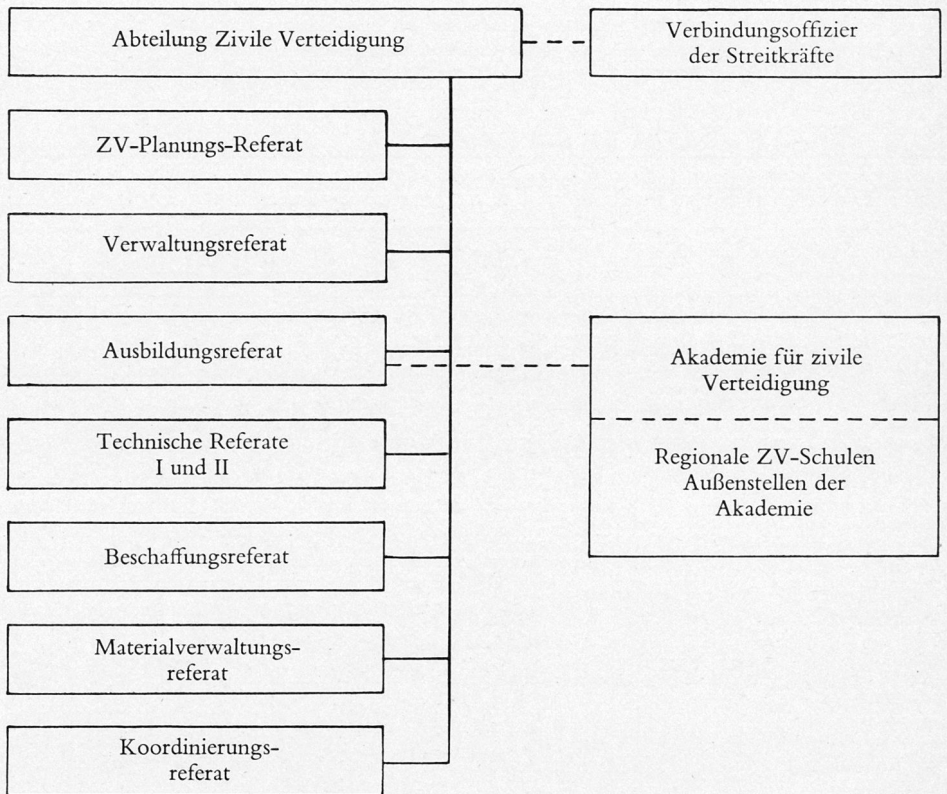 Abteilung Zivile Verteidigung
Verbindungsoffizier
der Streitkräfte
ZV-Planungs-Referat
Verwaltungsreferat
Ausbildungsreferat
Akademie für zivile
Verteidigung
Technische Referate
I und II
Regionale ZV-Schulen
Außenstellen der
Akademie
Beschaffungsreferat
Materialverwaltungs-
referat
Koordinierungs-
referat